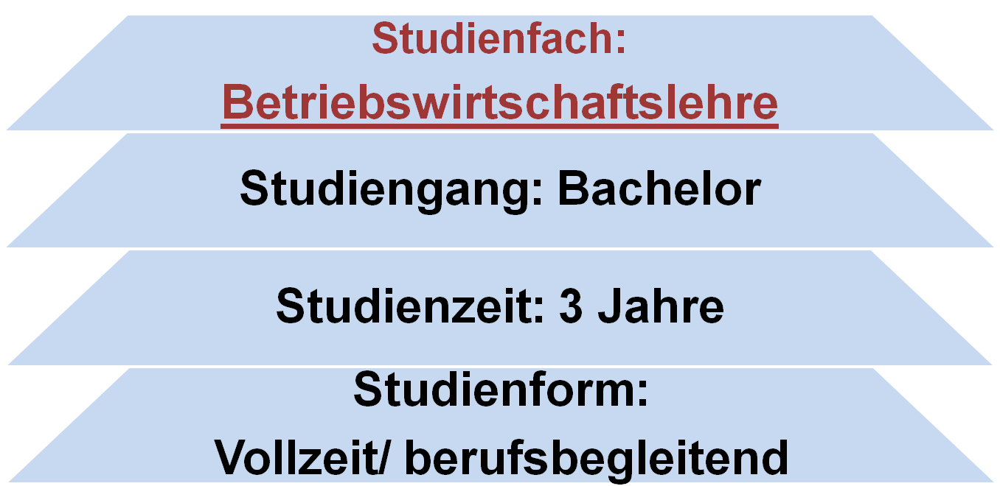 Studienfach:
Betriebswirtschaftslehre
Studiengang: Bachelor
Studienzeit: 3 Jahre
Studienform:
Vollzeit/ berufsbegleitend